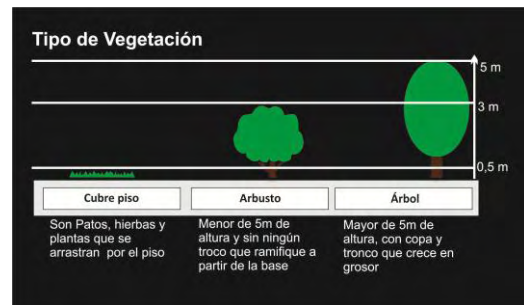 Tipo de Vegetación
5 m
3 m
0,5 m
Cubre piso
Arbusto
Árbol
Son Patos, hierbas y
plantas que se
arrastran por el piso
Menor de 5m de
altura y sin ningún
troco que ramifique a
partir de la base
Mayor de 5m de
altura, con copa y
tronco que crece en
grosor